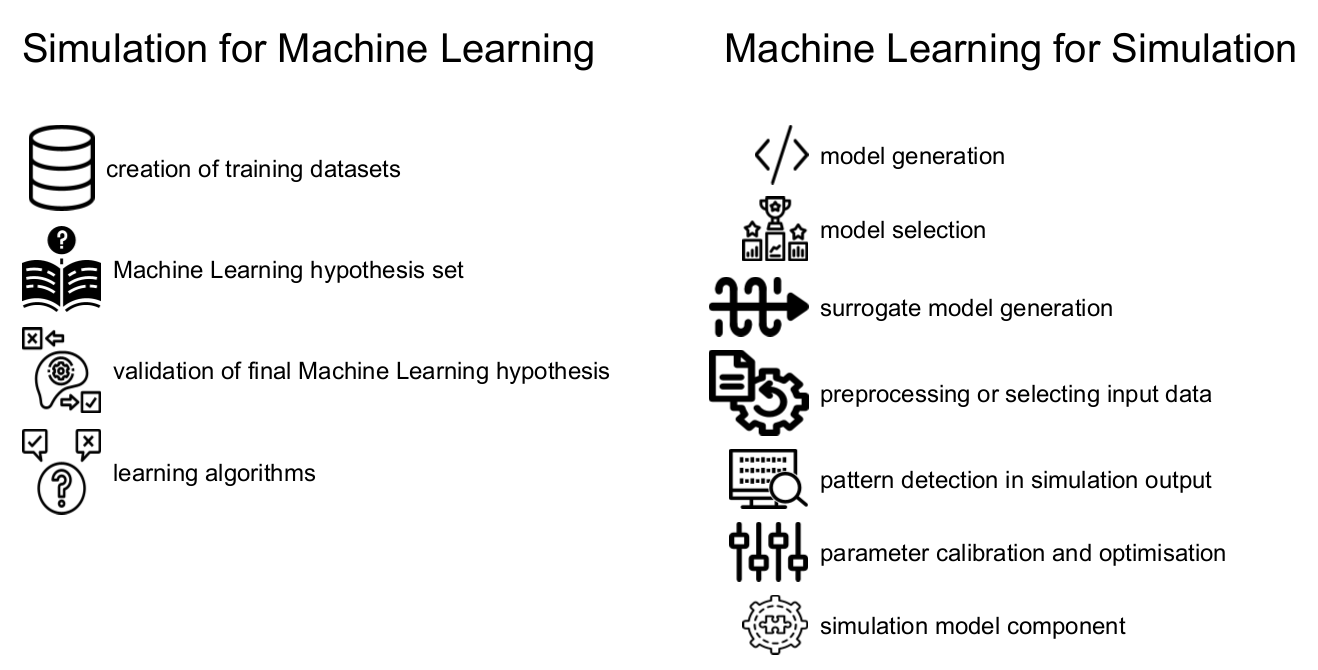 Simulation for Machine Learning
creation of training datasets
Machine Learning hypothesis set
validation of final Machine Learning hypothesis
learning algorithms
Machine Learning for Simulation
model generation
model selection
surrogate model generation
preprocessing or selecting input data
pattern detection in simulation output
parameter calibration and optimisation
simulation model component